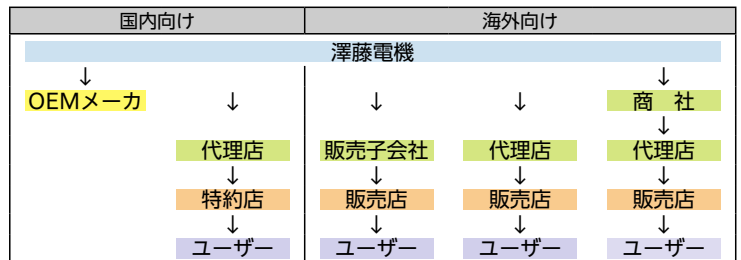 国内向け 海外向け
澤藤電機
↓ ↓
OEMメーカ ↓ ↓ ↓ 商 社
↓
代理店 販売子会社 代理店 代理店
↓ ↓ ↓ ↓
特約店 販売店 販売店 販売店
↓ ↓ ↓ ↓
ユーザー ユーザー ユーザー ユーザー